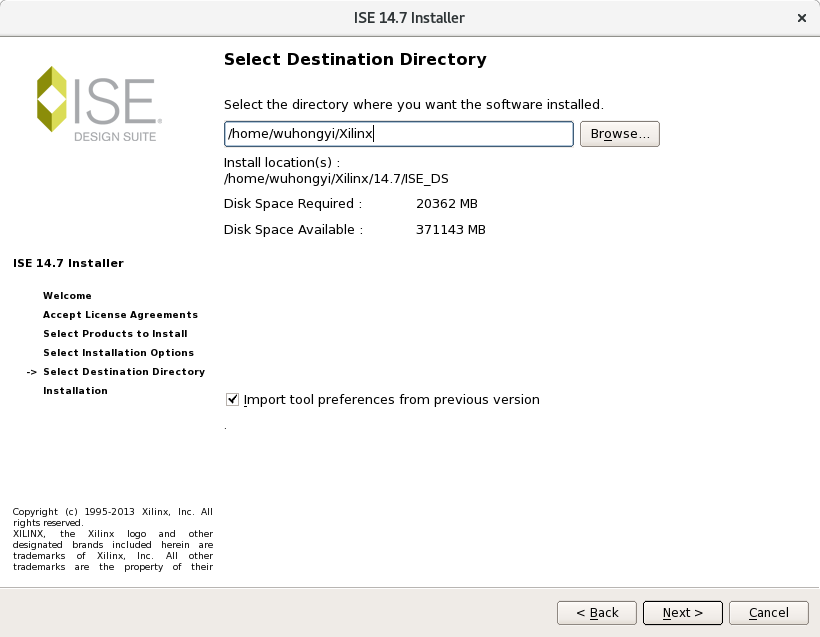 ISE 14.7 Installer
×
ISE.
DESIGN SUITE
Select Destination Directory
Select the directory where you want the software installed.
/home/wuhongyi/Xilinx
Browse...
Install location(s) :
/home/wuhongyi/Xilinx/14.7/ISE_DS
Disk Space Required : 20362 MB
Disk Space Available : 371143 MB
ISE 14.7 Installer
Welcome
Accept License Agreements
Select Products to Install
Select Installation Options
-> Select Destination Directory
Installation
Import tool preferences from previous version
.
Copyright (c) 1995-2013 Xilinx, Inc. All
rights reserved.
XILINX, the Xilinx logo and other
designated brands included herein are
trademarks of Xilinx, Inc. All other
trademarks are the property of their
< Back
Next >
Cancel